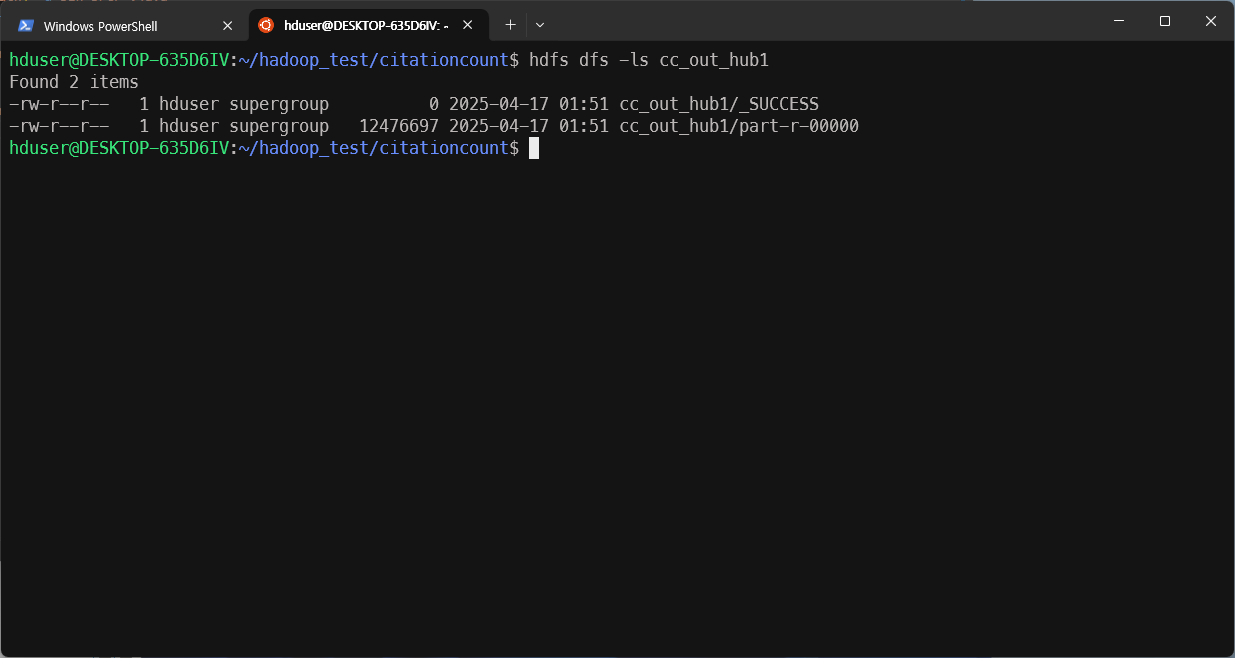 Windows PowerShell
hduser@DESKTOP-635D6IV: ~
hduser@DESKTOP-635D6IV:~/hadoop_test/citationcount$ hdfs dfs -ls cc_out_hub1
Found 2 items
-rw-r--r--   1 hduser supergroup          0 2025-04-17 01:51 cc_out_hub1/_SUCCESS
-rw-r--r--   1 hduser supergroup   12476697 2025-04-17 01:51 cc_out_hub1/part-r-00000
hduser@DESKTOP-635D6IV:~/hadoop_test/citationcount$